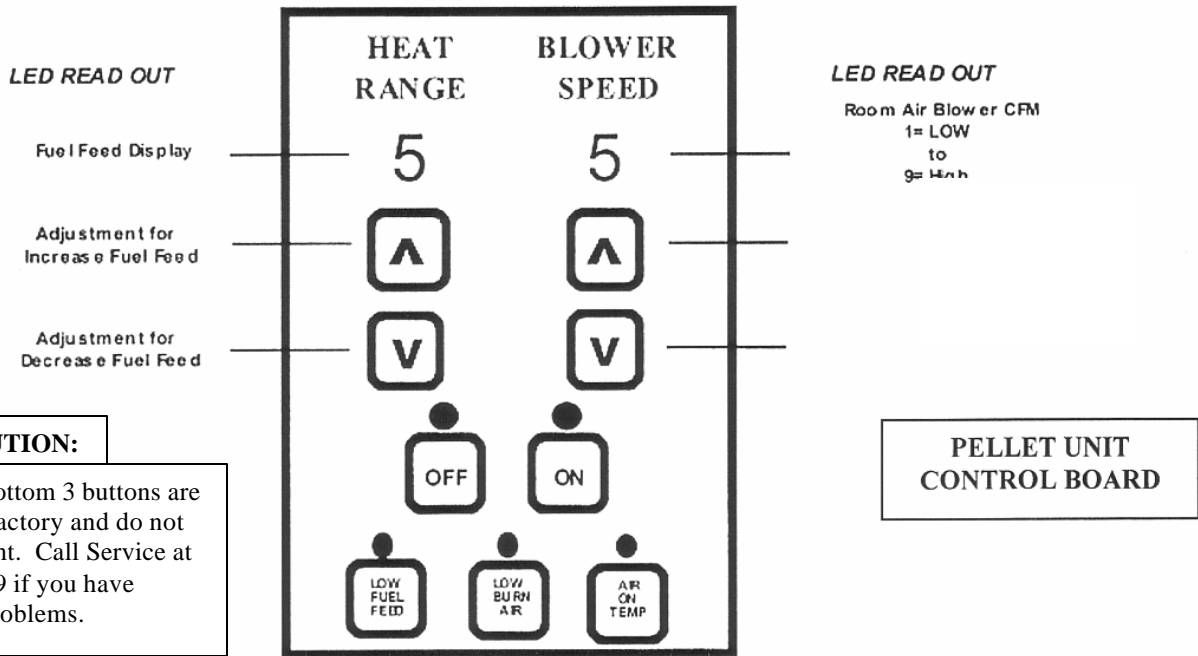 HEAT RANGE
BLOWER SPEED
LED READ OUT
LED READ OUT
Fuel Feed Display
5
5
Room Air Blower CFM
1= LOW
to
9= High
Adjustment for
Increase Fuel Feed
ʌ
ʌ
Adjustment for
Decrease Fuel Feed
v
v
UTION:
ottom 3 buttons are
actory and do not
nt. Call Service at
9 if you have
oblems.
OFF
ON
PELLET UNIT
CONTROL BOARD
LOW
FUEL
FEED
LOW
BURN
AIR
AIR
ON
TEMP